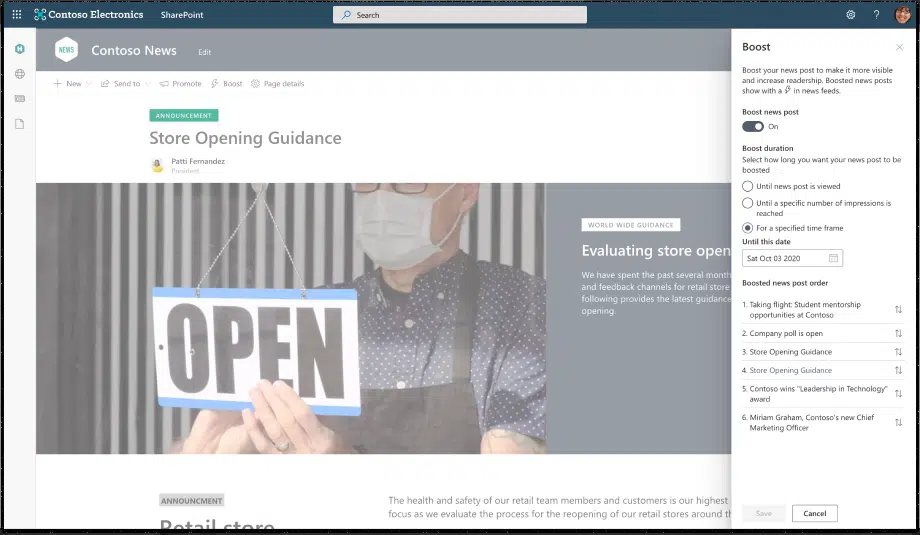 Contoso Electronics SharePoint Search ?
NEWS Contoso News Edit
New Send to Promote Boost Page details
ANNOUNCEMENT
Store Opening Guidance
Patti Fernandez
President
OPEN
WORLD WIDE GUIDANCE
Evaluating store open
We have spent the past several month
and feedback channels for retail store
following provides the latest guidance
opening.
ANNOUNCMENT
Retail store
The health and safety of our retail team members and customers is our highest
focus as we evaluate the process for the reopening of our retail stores around th
Boost
Boost your news post to make it more visible
and increase readership. Boosted news posts
show with a in news feeds.
Boost news post
On
Boost duration
Select how long you want your news post to be
boosted
Until news post is viewed
Until a specific number of impressions is
reached
For a specified time frame
Until this date
Sat Oct 03 2020
Boosted news post order
1. Taking flight: Student mentorship
opportunities at Contoso
2. Company poll is open
3. Store Opening Guidance
4. Store Opening Guidance
5. Contoso wins "Leadership in Technology"
award
6. Miriam Graham, Contoso's new Chief
Marketing Officer
Save Cancel